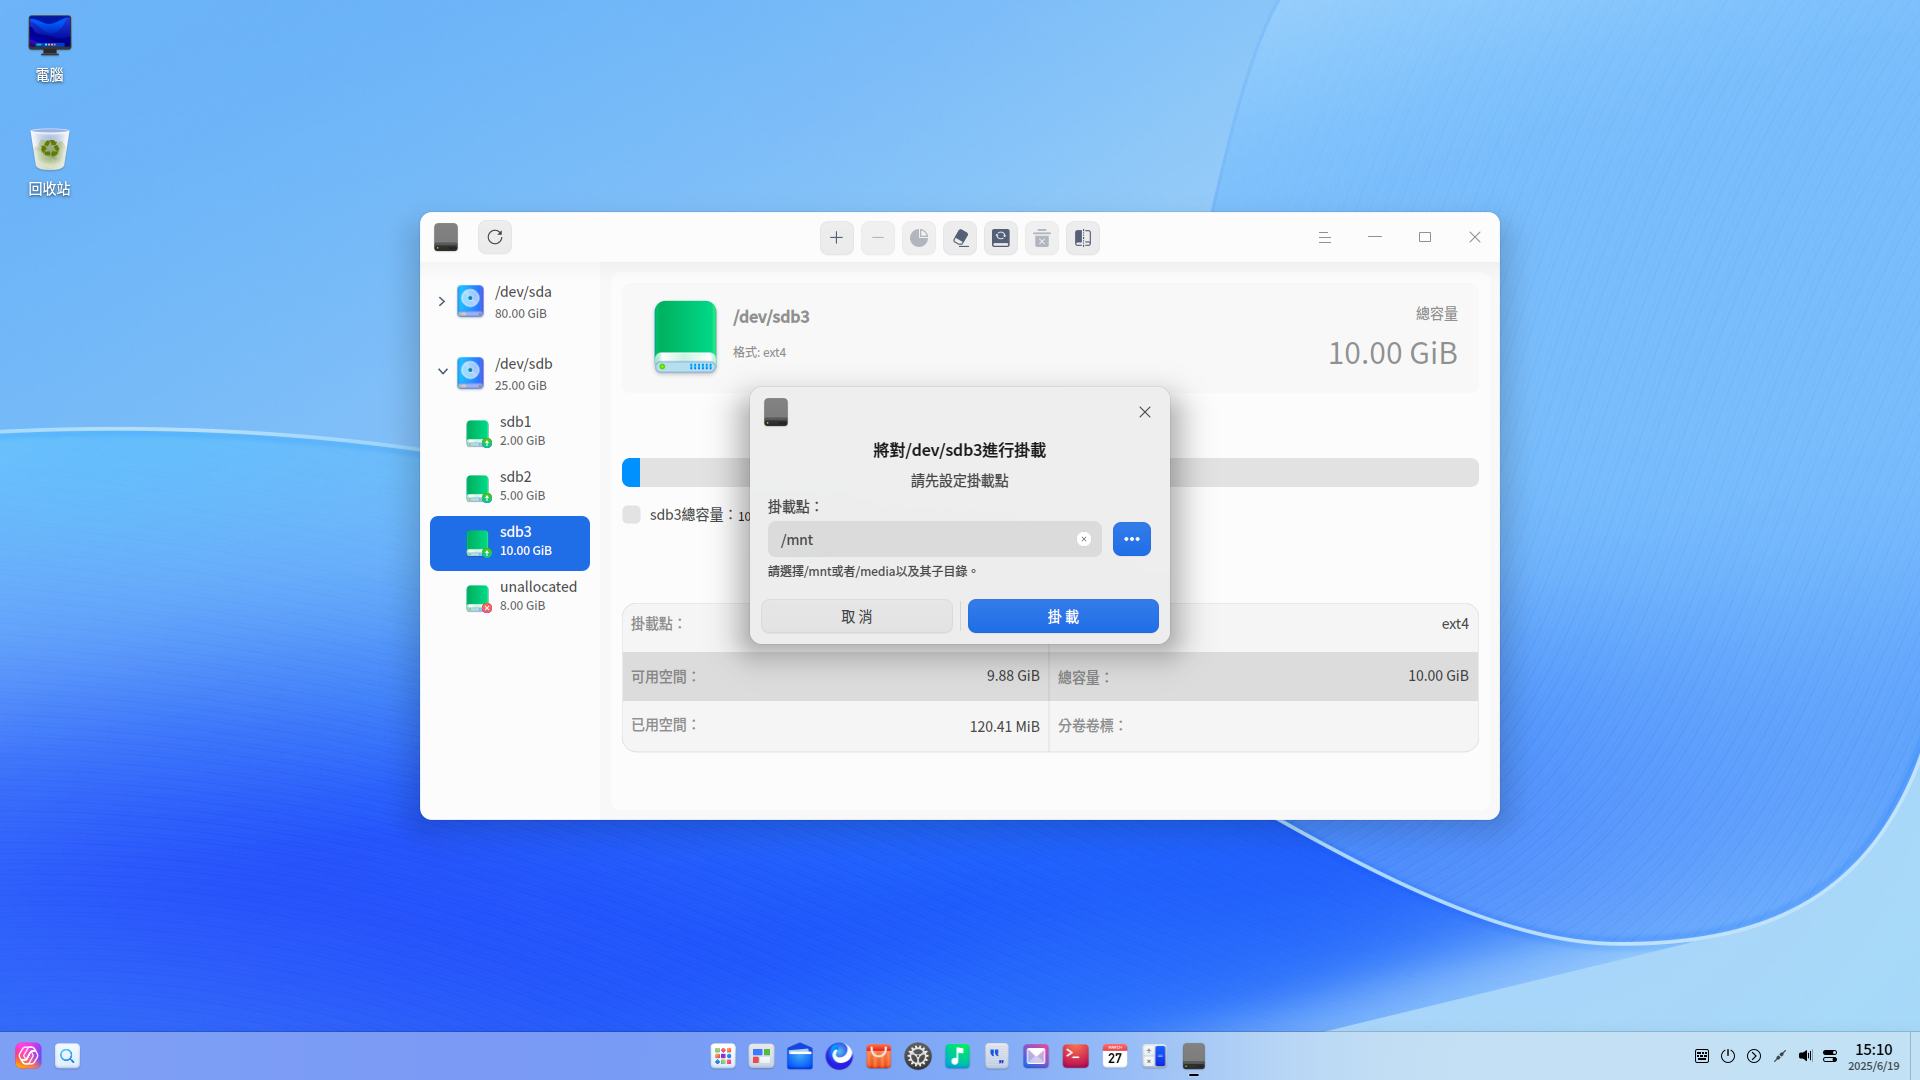 電腦
回收站
/dev/sda
80.00 GiB
/dev/sdb
25.00 GiB
sdb1
2.00 GiB
sdb2
5.00 GiB
sdb3
10.00 GiB
unallocated
8.00 GiB
/dev/sdb3
格式: ext4
總容量
10.00 GiB
sdb3總容量：10
將對/dev/sdb3進行掛載
請先設定掛載點
掛載點：
/mnt
請選擇/mnt或者/media以及其子目錄。
取消
掛載
掛載點：
ext4
可用空間：
9.88 GiB
總容量：
10.00 GiB
已用空間：
120.41 MiB
分卷卷標：
MARCH
27
15:10
2025/6/19